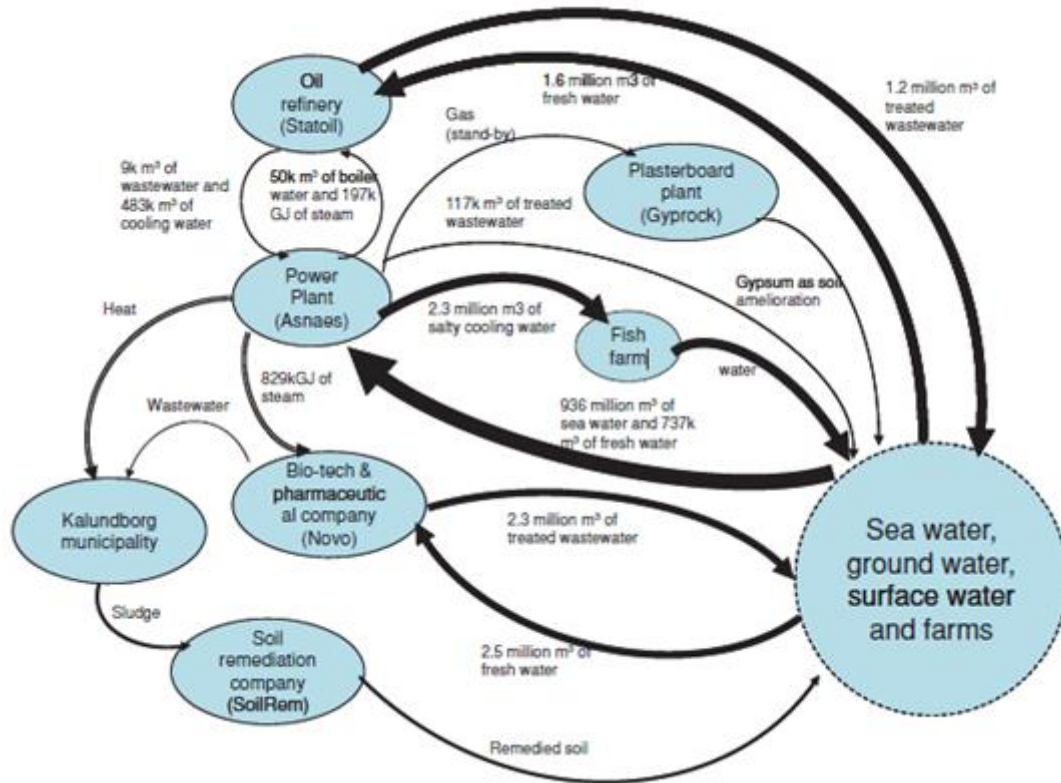 Oil
refinery
(Statoil)
1.6 million m3 of
fresh water
1.2 million m³ of
treated
wastewater
Gas
(stand-by)
Plasterboard
plant
(Gyprock)
9k m³ of
wastewater and
483k m³ of
cooling water
50k m³ of boiler
water and 197k
GJ of steam
117k m³ of treated
wastewater
Power
Plant
(Asnaes)
Gypsum as soil
amelioration
Heat
2.3 million m3 of
salty cooling water
Fish
farm
water
829kGJ of
steam
Wastewater
936 million m³ of
sea water and 737k
m³ of fresh water
Bio-tech &
pharmaceutic
al company
(Novo)
Kalundborg
municipality
2.3 million m³ of
treated wastewater
Sea water,
ground water,
surface water
and farms
Sludge
Soil
remediation
company
(SoilRem)
2.5 million m³ of
fresh water
Remedied soil